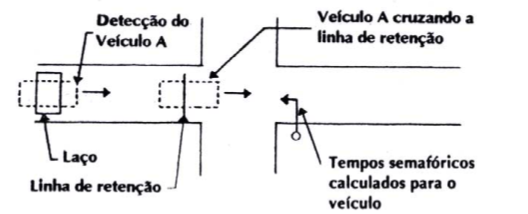 Detecção do
Veículo A
Veículo A cruzando a
linha de retenção
Laço
Linha de retenção
Tempos semafóricos
calculados para o
veículo